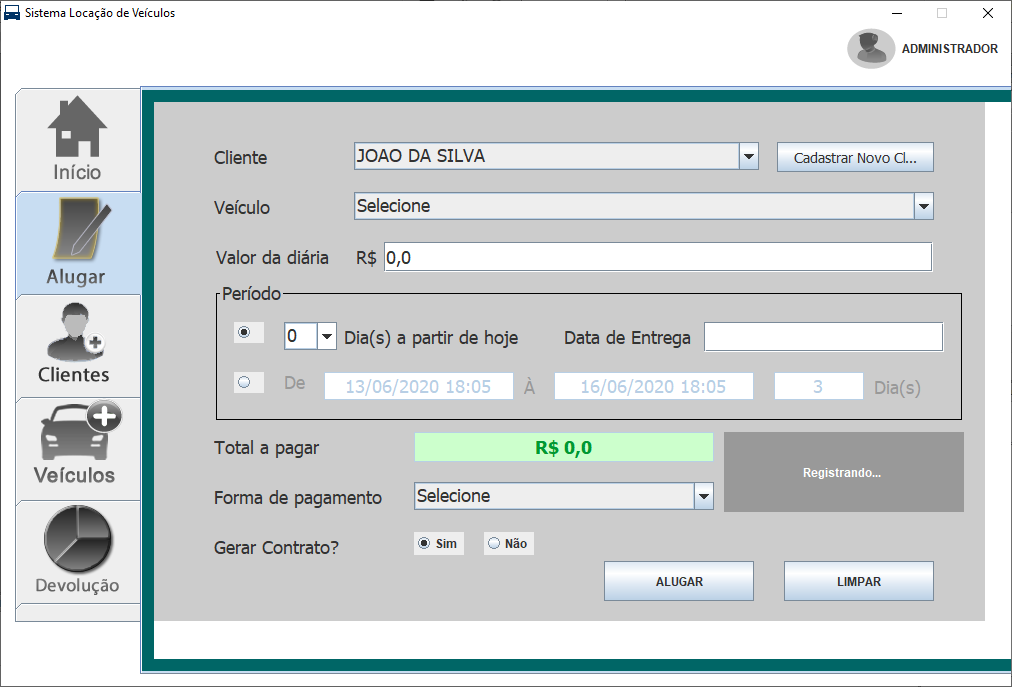 Sistema Locação de Veículos
ADMINISTRADOR
Início
Alugar
Clientes
Veículos
Devolução
Cliente JOAO DA SILVA Cadastrar Novo Cl...
Veículo Selecione
Valor da diária R$ 0,0
Período
0 Dia(s) a partir de hoje Data de Entrega
De 13/06/2020 18:05 À 16/06/2020 18:05 3 Dia(s)
Total a pagar R$ 0,0
Registrando...
Forma de pagamento Selecione
Gerar Contrato? Sim Não
ALUGAR LIMPAR